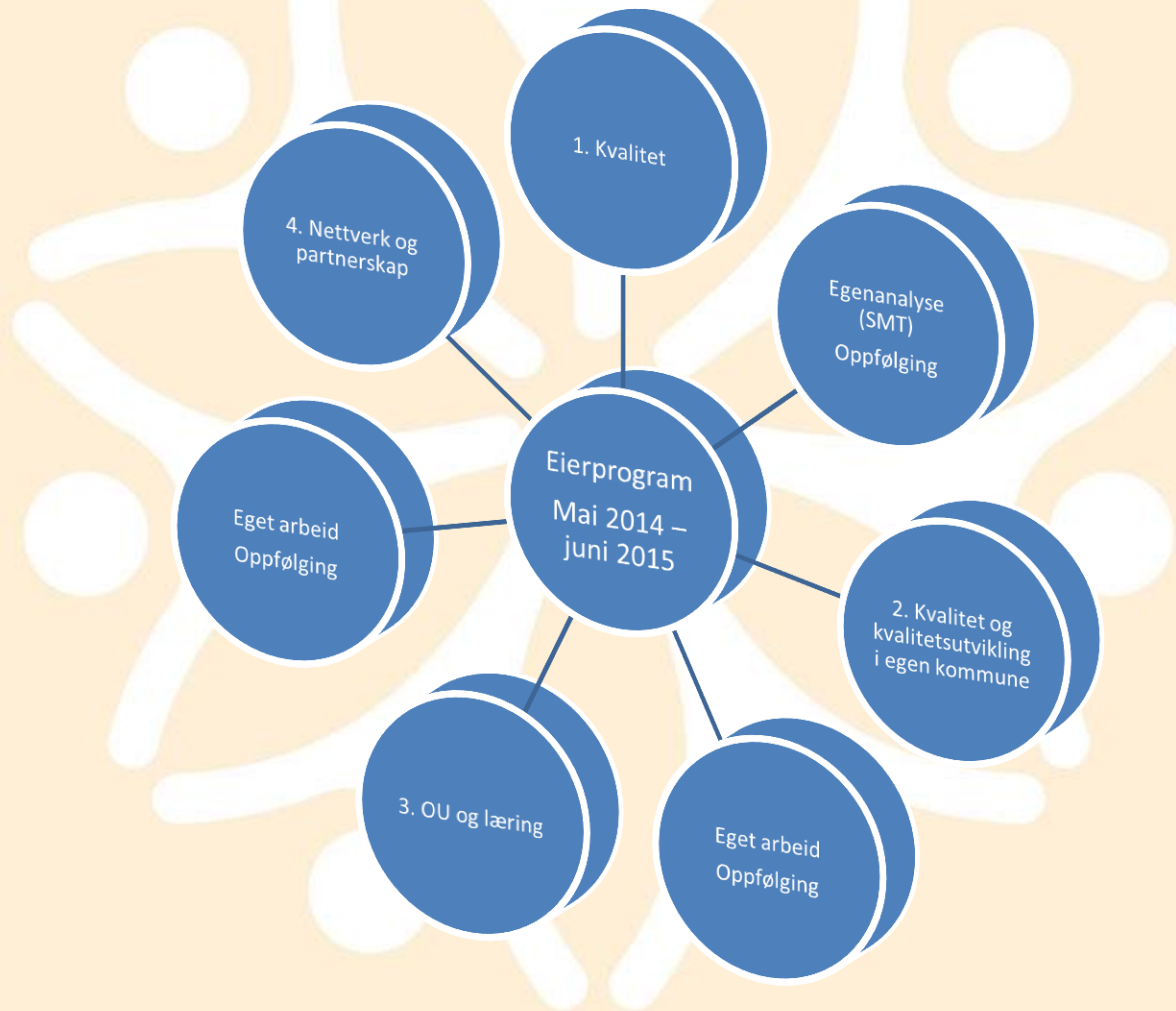 1. Kvalitet
Egenanalyse
(SMT)
Oppfølging
2. Kvalitet og
kvalitetsutvikling
i egen kommune
Eget arbeid
Oppfølging
3. OU og læring
Eget arbeid
Oppfølging
4. Nettverk og
partnerskap
Eierprogram
Mai 2014 –
juni 2015